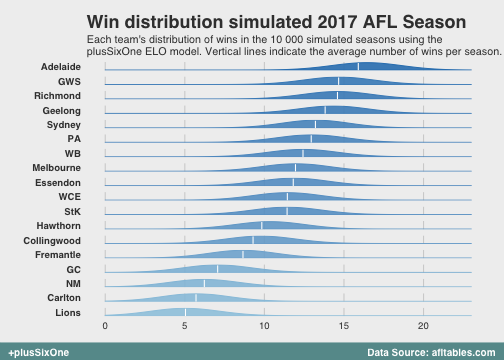 Win distribution simulated 2017 AFL Season
Each team's distribution of wins in the 10 000 simulated seasons using the
plusSixOne ELO model. Vertical lines indicate the average number of wins per season.
Adelaide
GWS
Richmond
Geelong
Sydney
PA
WB
Melbourne
Essendon
WCE
StK
Hawthorn
Collingwood
Fremantle
GC
NM
Carlton
Lions
0 5 10 15 20
+plusSixOne Data Source: afltables.com